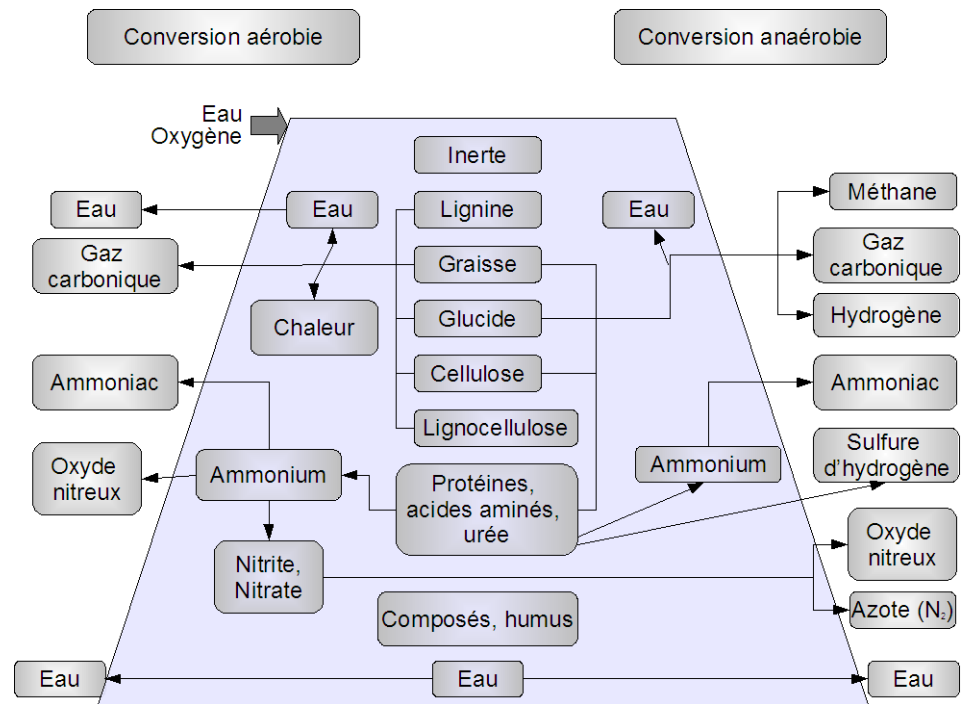 Conversion aérobie
Conversion anaérobie
Eau
Oxygène
Inerte
Eau
Eau
Lignine
Eau
Méthane
Gaz
carbonique
Graisse
Gaz
carbonique
Chaleur
Glucide
Hydrogène
Ammoniac
Cellulose
Ammoniac
Lignocellulose
Oxyde
nitreux
Ammonium
Protéines,
acides aminés,
urée
Ammonium
Sulfure
d'hydrogène
Nitrite,
Nitrate
Oxyde
nitreux
Composés, humus
Azote (N₂)
Eau
Eau
Eau